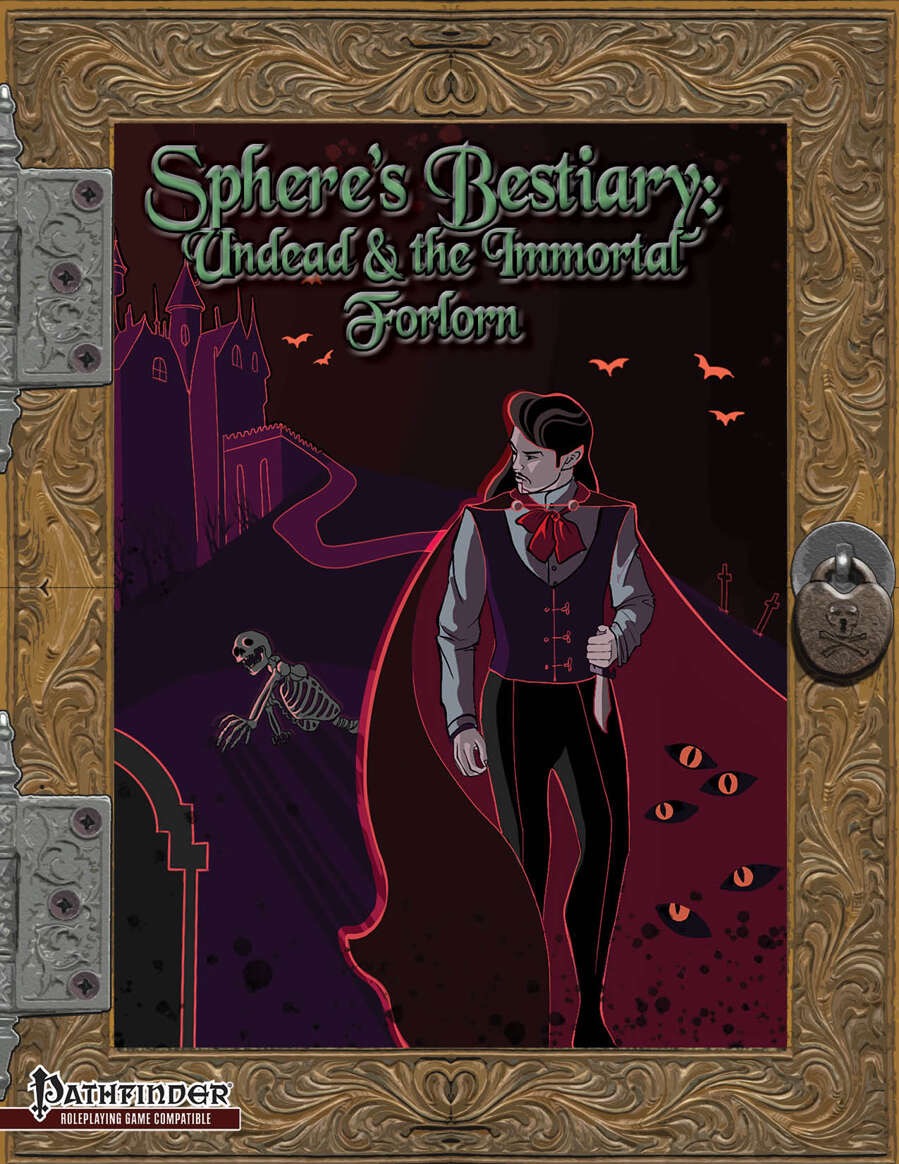 Sphere's Bestiary:
Undead & the Immortal
Forlorn
PATHFINDER®
ROLEPLAYING GAME COMPATIBLE